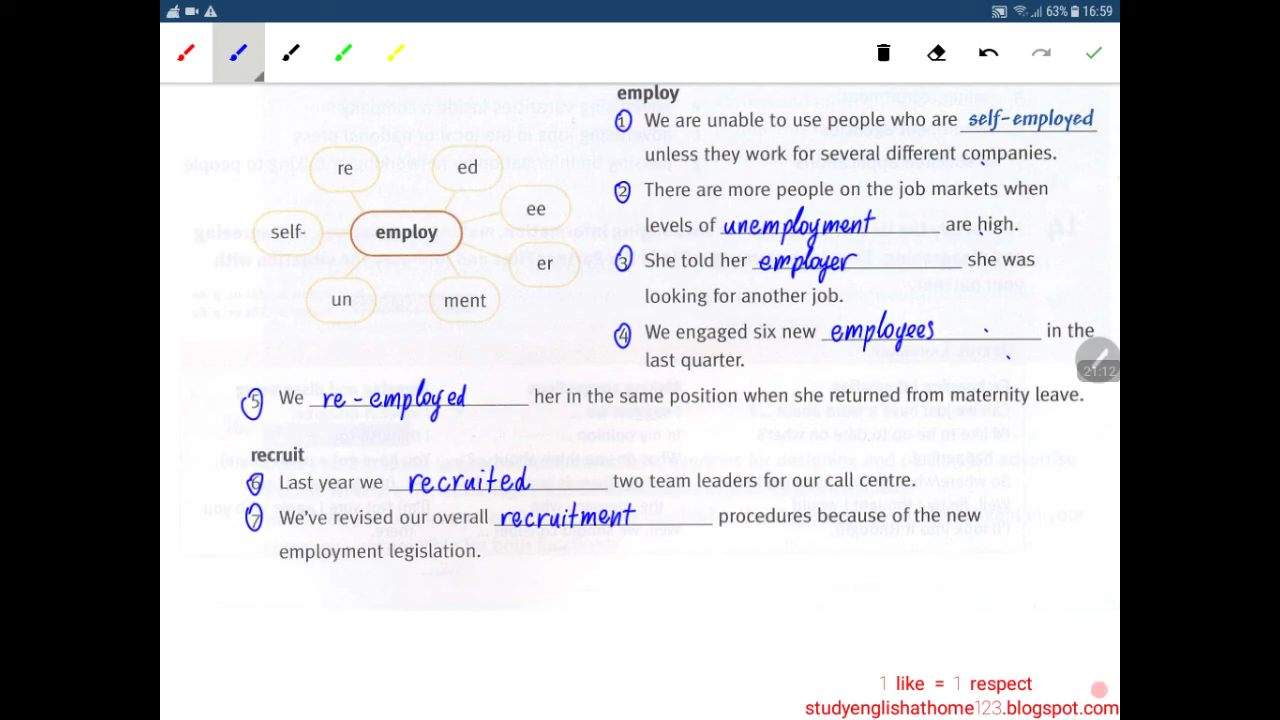 63% 16:59
employ
1 We are unable to use people who are self-employed
unless they work for several different companies.
2 There are more people on the job markets when
levels of unemployment are high.
3 She told her employer she was
looking for another job.
4 We engaged six new employees in the
last quarter.
re
ed
ee
self-
employ
er
un
ment
21:12
5 We re-employed her in the same position when she returned from maternity leave.
recruit
6 Last year we recruited two team leaders for our call centre.
7 We've revised our overall recruitment procedures because of the new
employment legislation.
1 like = 1 respect
studyenglishathome123.blogspot.com